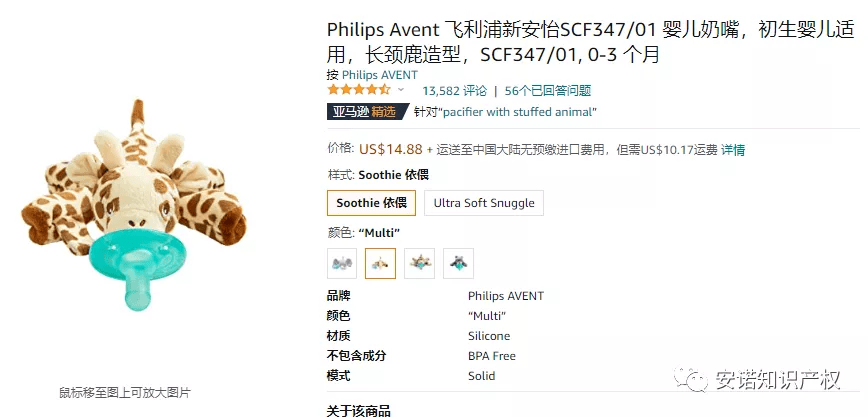 Philips Avent 飞利浦新安怡SCF347/01 婴儿奶嘴，初生婴儿适
用，长颈鹿造型，SCF347/01, 0-3 个月
按 Philips AVENT
13,582 评论 | 56个已回答问题
亚马逊精选 针对“pacifier with stuffed animal”
价格: US$14.88 + 运送至中国大陆无预缴进口费用，但需US$10.17运费 详情
样式: Soothie 依偎
Soothie 依偎 Ultra Soft Snuggle
颜色: “Multi”
品牌 Philips AVENT
颜色 “Multi”
材质 Silicone
不包含成分 BPA Free
模式 Solid
鼠标移至图上可放大图片
安诺知识产权
关于该商品